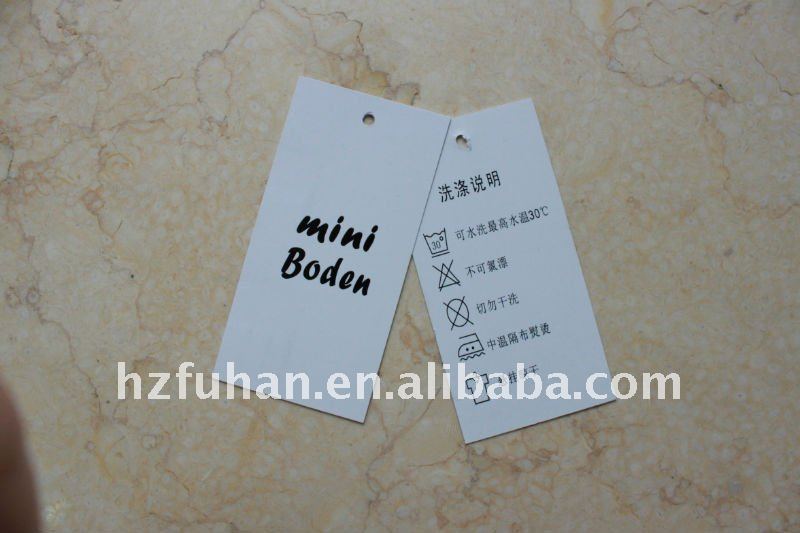 mini
Boden
洗涤说明
30°
可水洗最高水温30℃
不可氯漂
切勿干洗
中温隔布熨烫
hzfuhan.en.alibaba.com